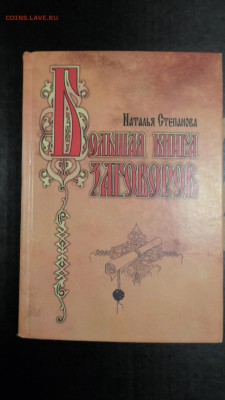 COINS.LAVE.RU
Наталья Степанова
Большая книга
заговоров